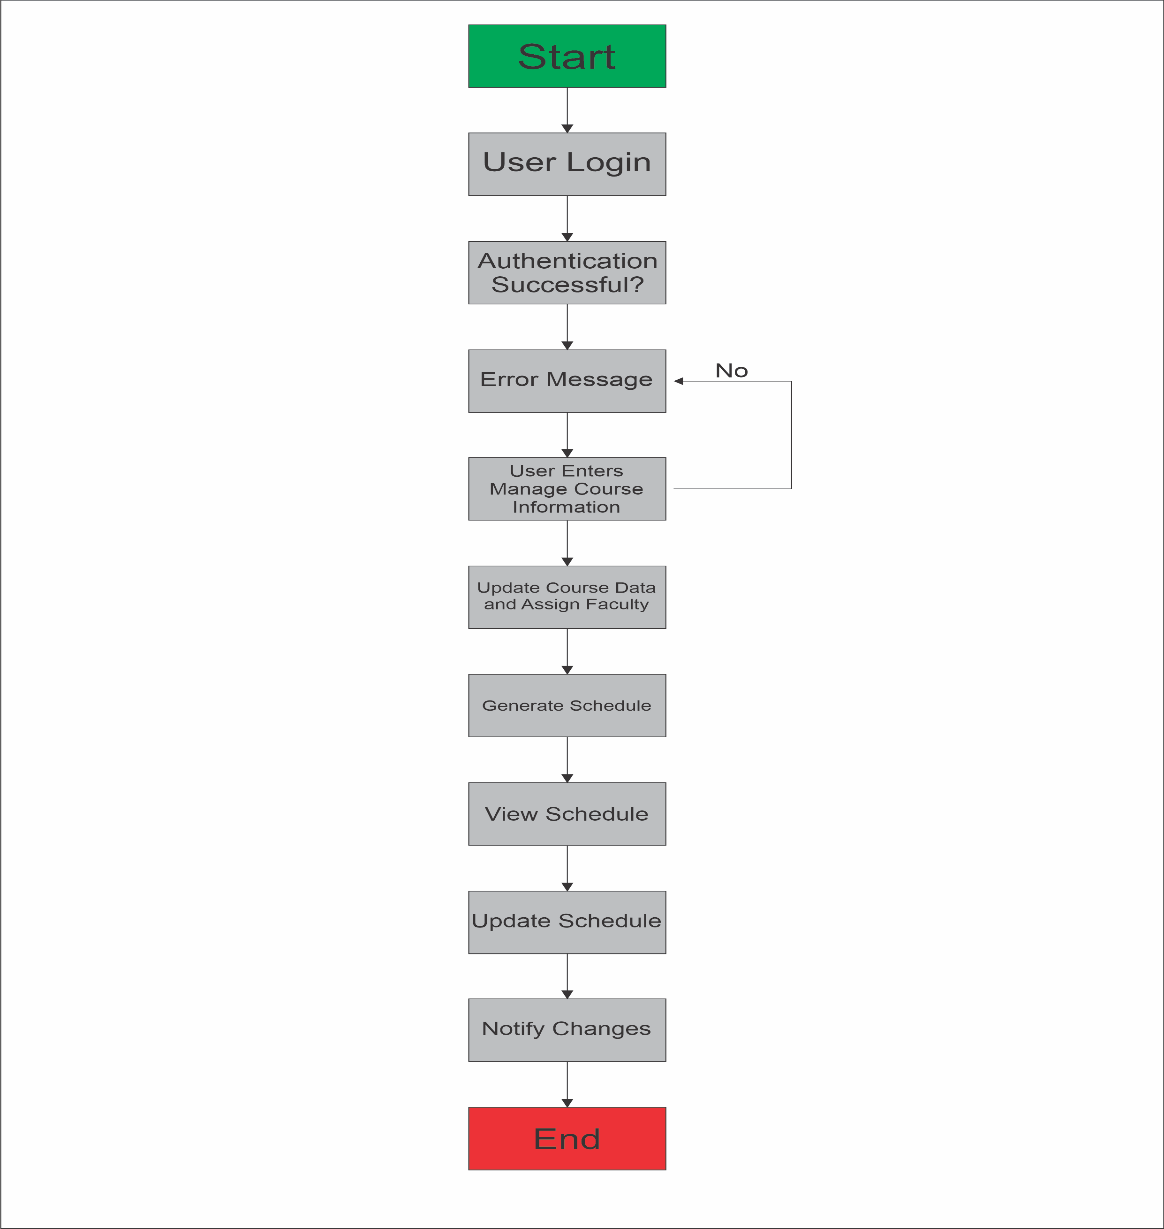 Start
User Login
Authentication
Successful?
Error Message
No
User Enters
Manage Course
Information
Update Course Data
and Assign Faculty
Generate Schedule
View Schedule
Update Schedule
Notify Changes
End